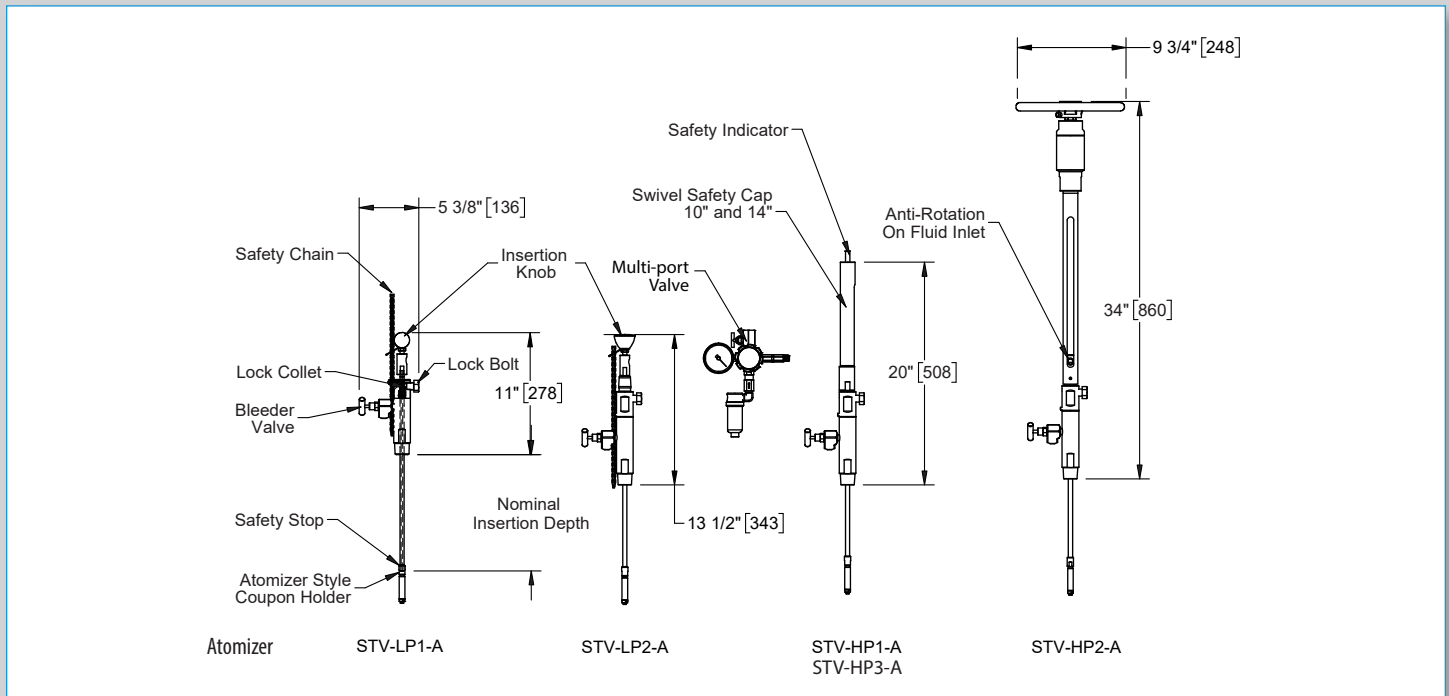 9 3/4" [248]
Safety Indicator
Swivel Safety Cap
10" and 14"
5 3/8" [136]
Anti-Rotation
On Fluid Inlet
Safety Chain
Insertion
Knob
Multi-port
Valve
34" [860]
Lock Collet
Lock Bolt
20" [508]
11" [278]
Bleeder
Valve
Nominal
Insertion Depth
13 1/2" [343]
Safety Stop
Atomizer Style
Coupon Holder
Atomizer
STV-LP1-A
STV-LP2-A
STV-HP1-A
STV-HP3-A
STV-HP2-A